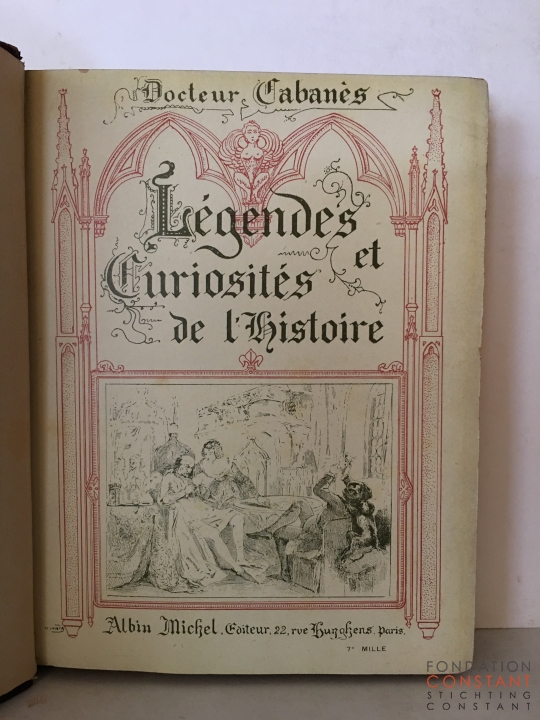 Docteur Cabanès
Légendes
et
Curiosités
de l'Histoire
Albin Michel, Editeur, 22, rue Huyghens, Paris.
7e MILLE
FONDATION
CONSTANT
STICHTING
CONSTANT